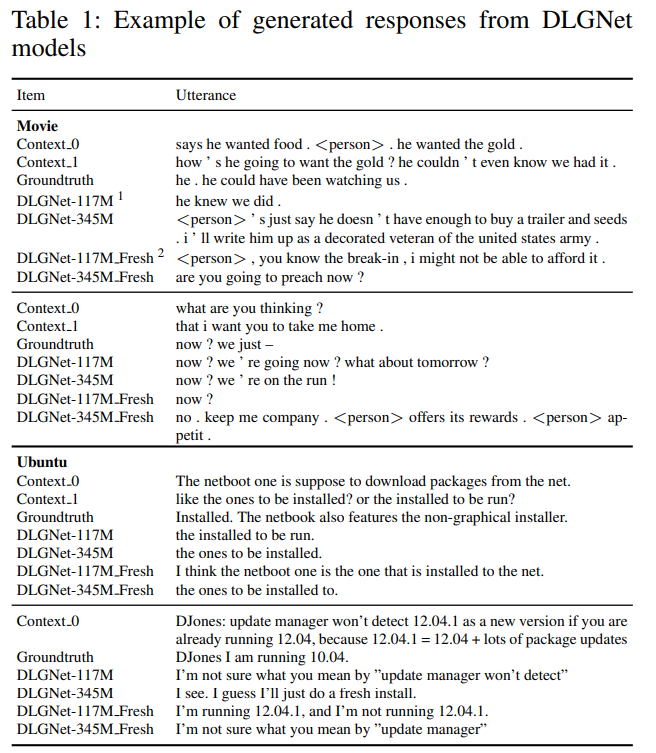 Table 1: Example of generated responses from DLGNet
models
Item Utterance
Movie
Context_0 says he wanted food . <person> . he wanted the gold .
Context_1 how ’ s he going to want the gold ? he couldn ’ t even know we had it .
Groundtruth he . he could have been watching us .
DLGNet-117M 1 he knew we did .
DLGNet-345M <person> ’ s just say he doesn ’ t have enough to buy a trailer and seeds
. i ’ ll write him up as a decorated veteran of the united states army .
DLGNet-117M_Fresh 2 <person> , you know the break-in , i might not be able to afford it .
DLGNet-345M_Fresh are you going to preach now ?
Context_0 what are you thinking ?
Context_1 that i want you to take me home .
Groundtruth now ? we just –
DLGNet-117M now ? we ’ re going now ? what about tomorrow ?
DLGNet-345M now ? we ’ re on the run !
DLGNet-117M_Fresh now ?
DLGNet-345M_Fresh no . keep me company . <person> offers its rewards . <person> ap-
petit .
Ubuntu
Context_0 The netboot one is suppose to download packages from the net.
Context_1 like the ones to be installed? or the installed to be run?
Groundtruth Installed. The netbook also features the non-graphical installer.
DLGNet-117M the installed to be run.
DLGNet-345M the ones to be installed.
DLGNet-117M_Fresh I think the netboot one is the one that is installed to the net.
DLGNet-345M_Fresh the ones to be installed to.
Context_0 DJones: update manager won’t detect 12.04.1 as a new version if you are
already running 12.04, because 12.04.1 = 12.04 + lots of package updates
Groundtruth DJones I am running 10.04.
DLGNet-117M I’m not sure what you mean by ”update manager won’t detect”
DLGNet-345M I see. I guess I’ll just do a fresh install.
DLGNet-117M_Fresh I’m running 12.04.1, and I’m not running 12.04.1.
DLGNet-345M_Fresh I’m not sure what you mean by ”update manager”